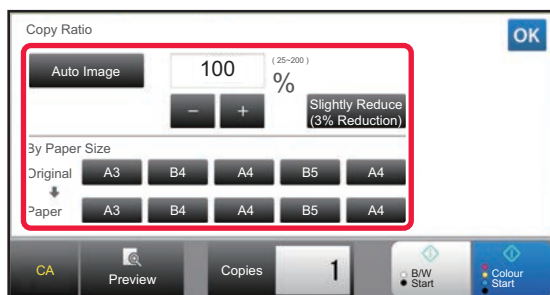 Copy Ratio
OK
Auto Image
100
(25~200)
%
−
+
Slightly Reduce
(3% Reduction)
By Paper Size
Original
A3
B4
A4
B5
A4
Paper
A3
B4
A4
B5
A4
CA
Preview
Copies
1
B/W
Start
Colour
Start